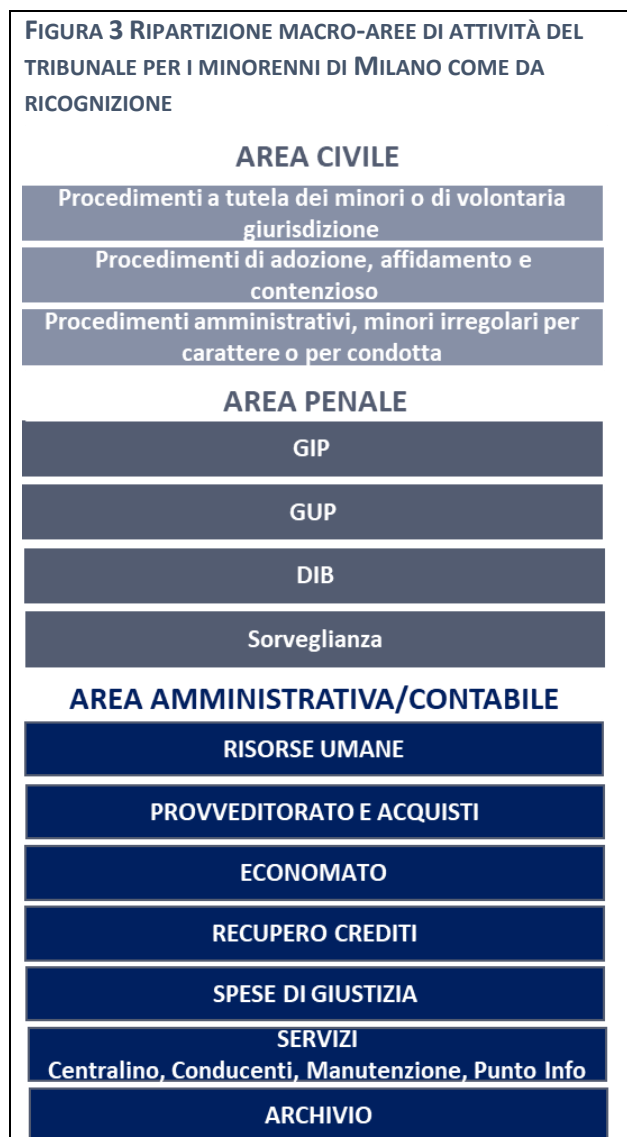 FIGURA 3 RIPARTIZIONE MACRO-AREE DI ATTIVITÀ DEL
TRIBUNALE PER I MINORENNI DI MILANO COME DA
RICOGNIZIONE
AREA CIVILE
Procedimenti a tutela dei minori o di volontaria
giurisdizione
Procedimenti di adozione, affidamento e
contenzioso
Procedimenti amministrativi, minori irregolari per
carattere o per condotta
AREA PENALE
GIP
GUP
DIB
Sorveglianza
AREA AMMINISTRATIVA/CONTABILE
RISORSE UMANE
PROVVEDITORATO E ACQUISTI
ECONOMATO
RECUPERO CREDITI
SPESE DI GIUSTIZIA
SERVIZI
Centralino, Conducenti, Manutenzione, Punto Info
ARCHIVIO